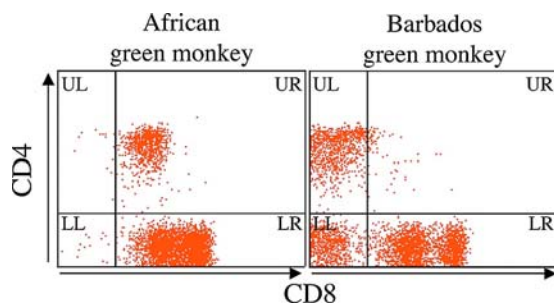 African
green monkey
Barbados
green monkey
UL
UR
UL
UR
CD4
LL
LR
LL
LR
CD8